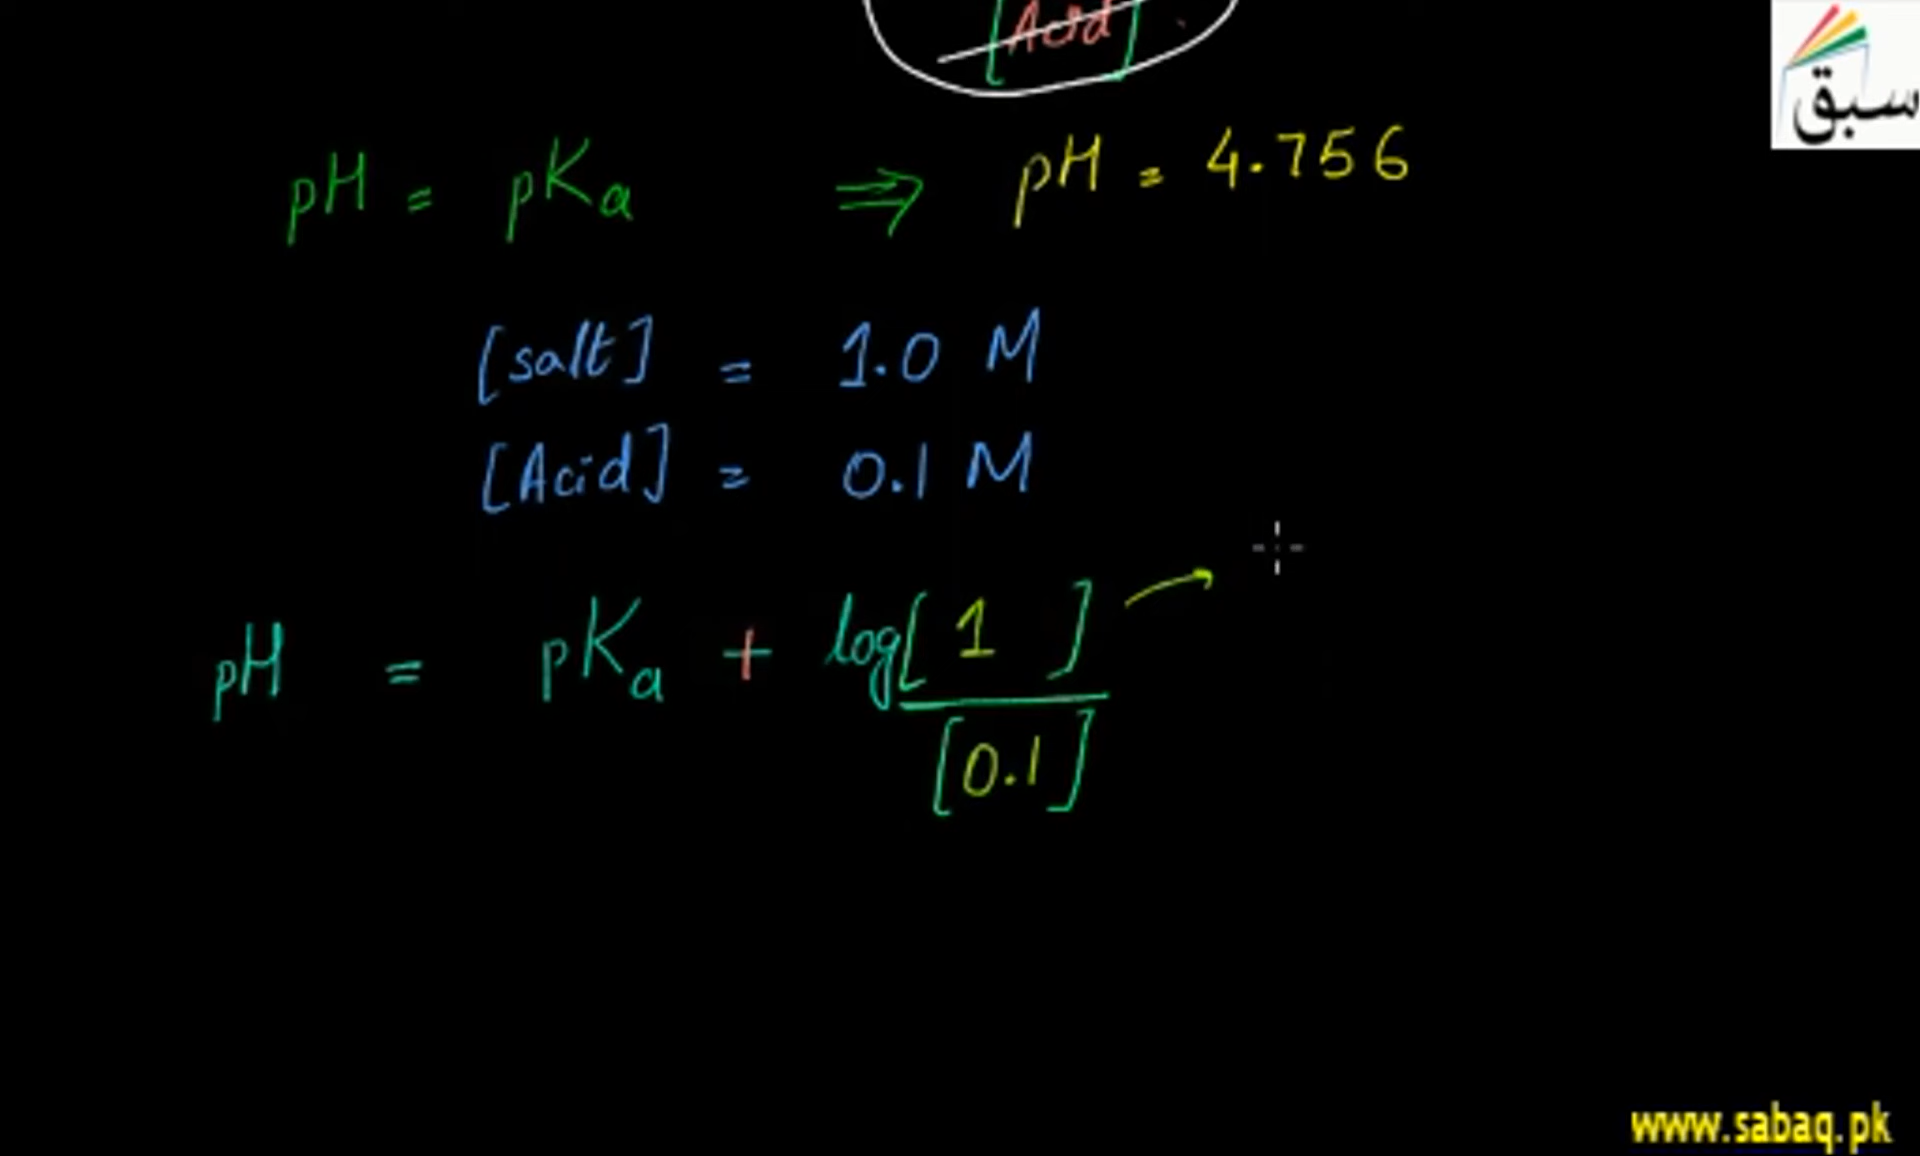 [Acid]
سبق
pH = pKa ⇒ pH = 4.756
[salt] = 1.0 M
[Acid] = 0.1 M
pH = pKa + log [ 1 ]
[0.1]
www.sabaq.pk